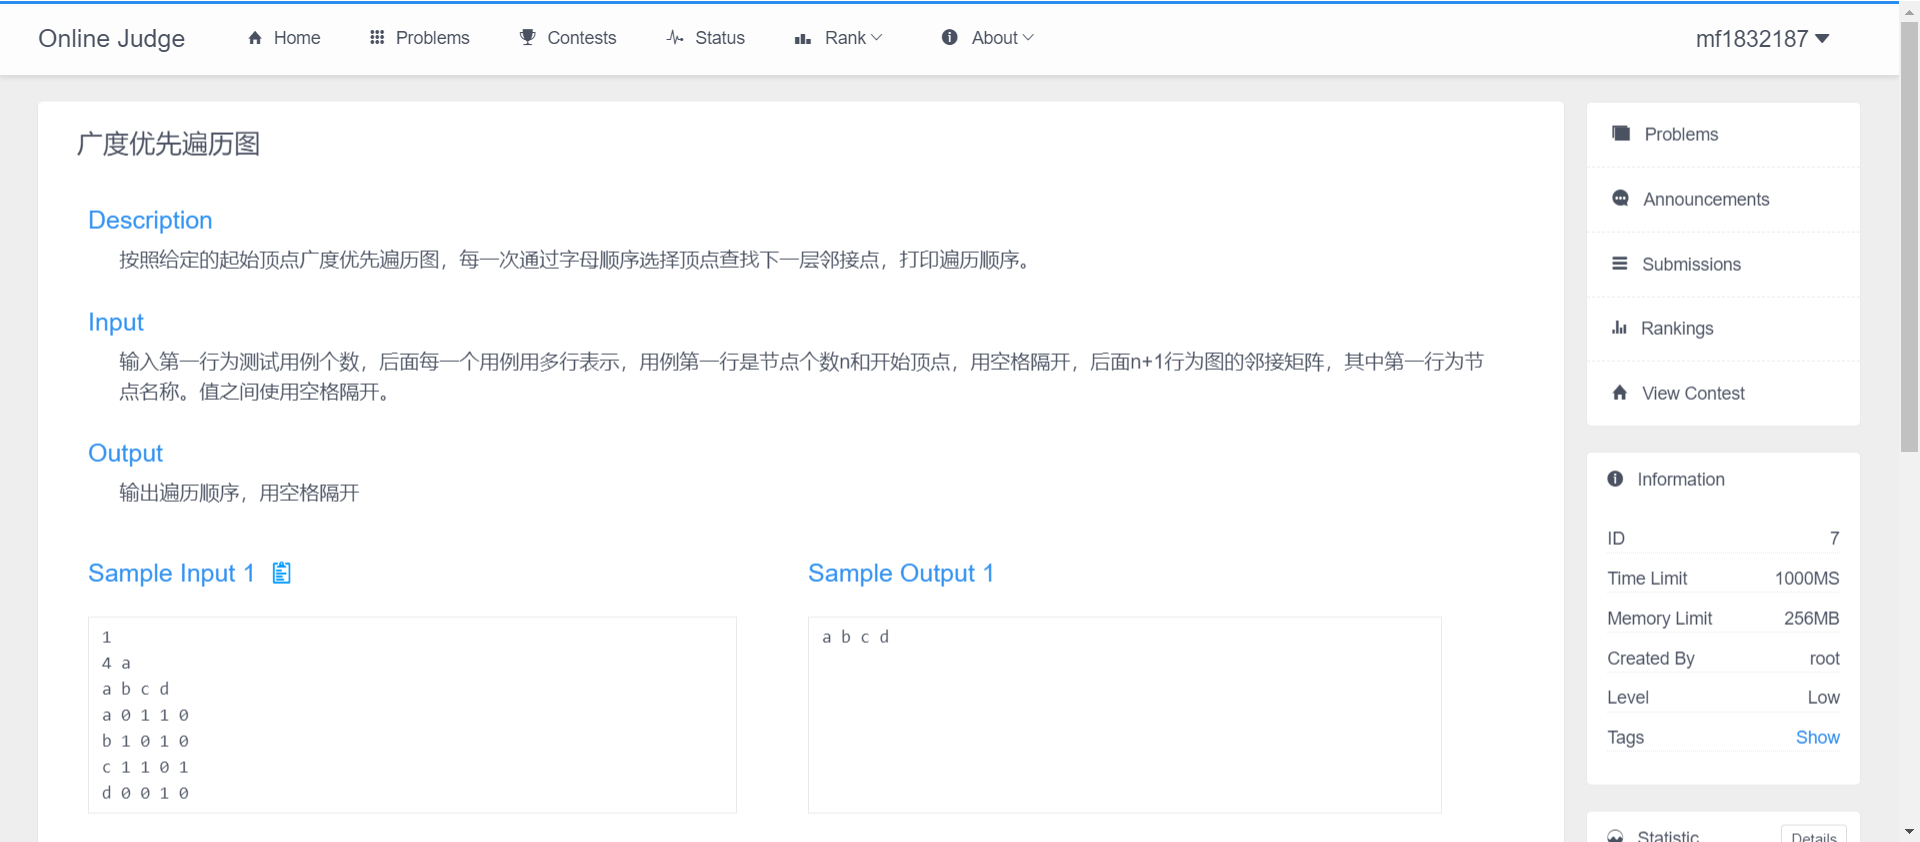 Online Judge
Home
Problems
Contests
Status
Rank
About
mf1832187
广度优先遍历图
Description
按照给定的起始顶点广度优先遍历图，每一次通过字母顺序选择顶点查找下一层邻接点，打印遍历顺序。
Input
输入第一行为测试用例个数，后面每一个用例用多行表示，用例第一行是节点个数n和开始顶点，用空格隔开，后面n+1行为图的邻接矩阵，其中第一行为节
点名称。值之间使用空格隔开。
Output
输出遍历顺序，用空格隔开
Sample Input 1
1
4 a
a b c d
a 0 1 1 0
b 1 0 1 0
c 1 1 0 1
d 0 0 1 0
Sample Output 1
a b c d
Problems
Announcements
Submissions
Rankings
View Contest
Information
ID 7
Time Limit 1000MS
Memory Limit 256MB
Created By root
Level Low
Tags Show
Statistic Details